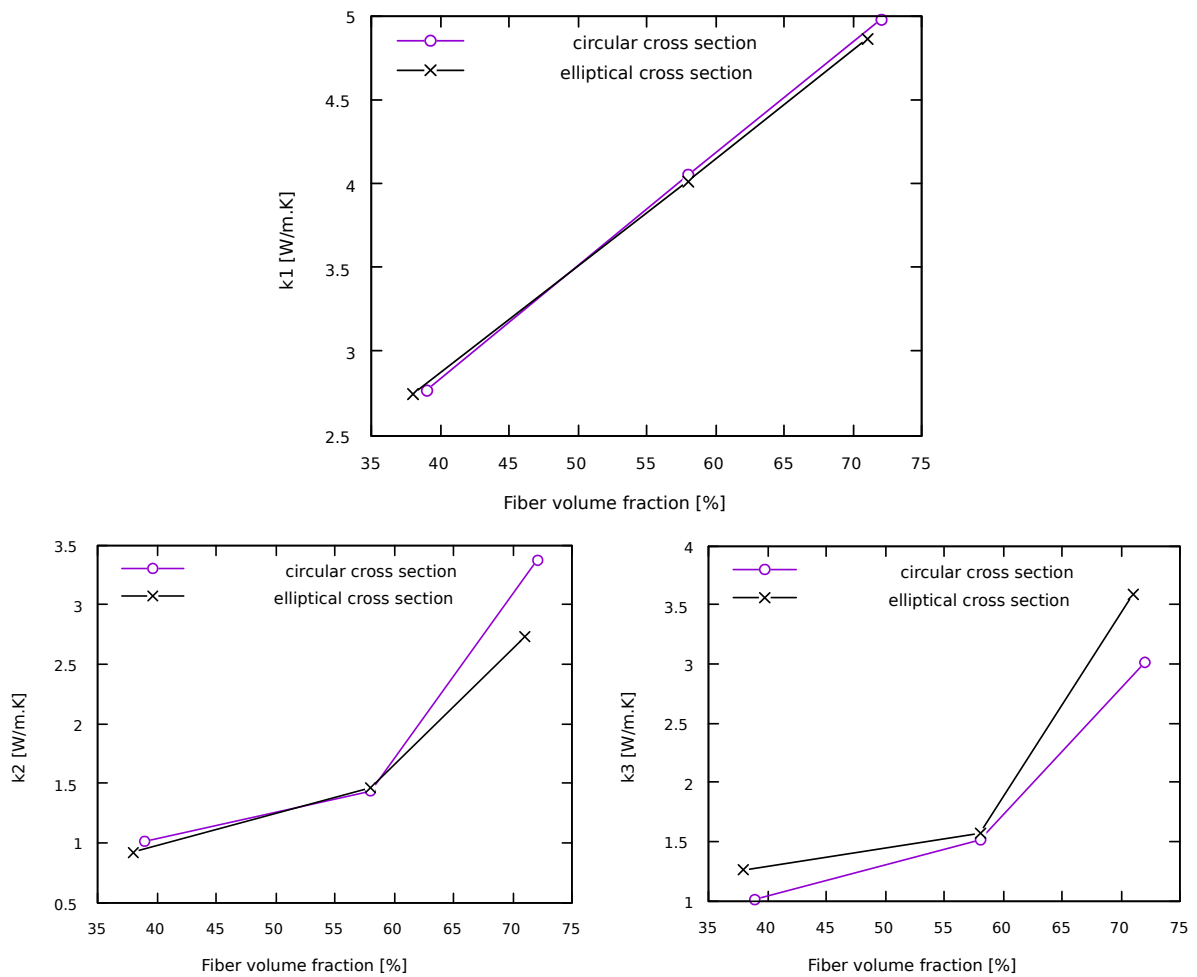 5
circular cross section
elliptical cross section
4.5
4
k1 [W/m.K]
3.5
3
2.5
35 40 45 50 55 60 65 70 75
Fiber volume fraction [%]
3.5
circular cross section
elliptical cross section
3
2.5
k2 [W/m.K]
2
1.5
1
0.5
35 40 45 50 55 60 65 70 75
Fiber volume fraction [%]
4
circular cross section
elliptical cross section
3.5
3
k3 [W/m.K]
2.5
2
1.5
1
35 40 45 50 55 60 65 70 75
Fiber volume fraction [%]